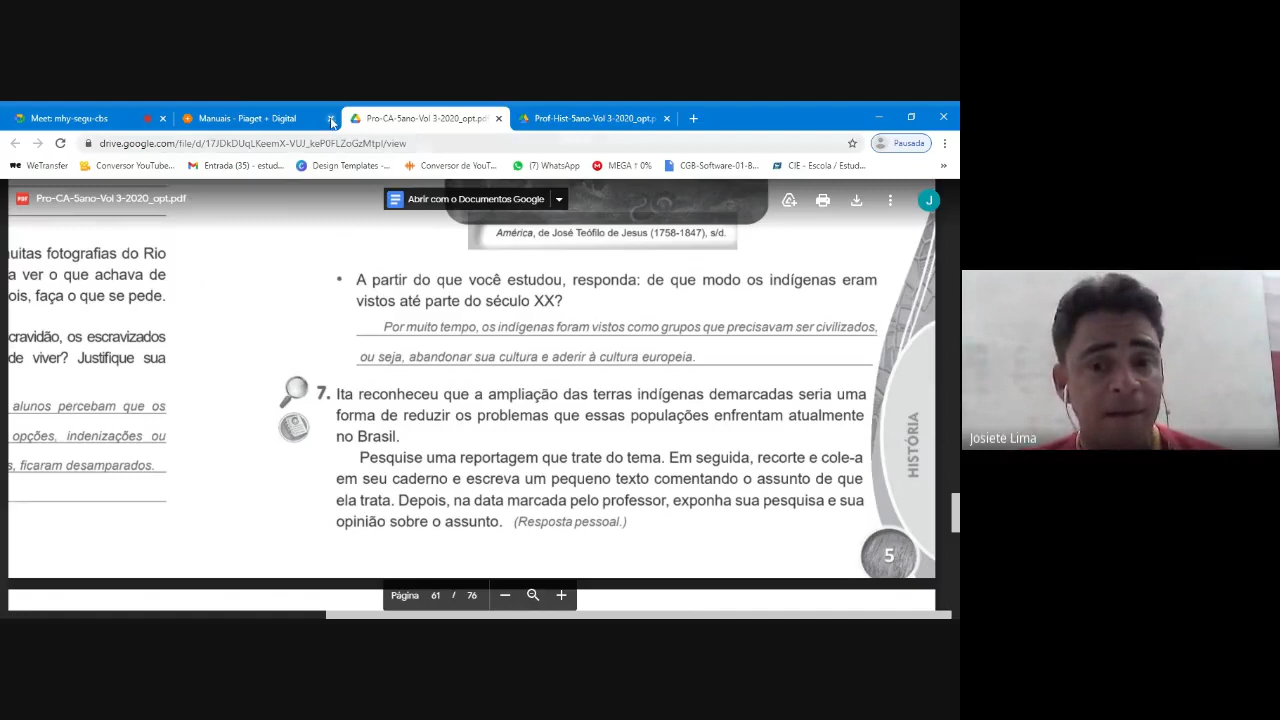 Meet: mhy-segu-cbs
Manuais - Piaget + Digital
Pro-CA-5ano-Vol 3-2020_opt.pdf
Prof-Hist-5ano-Vol 3-2020_opt.p
drive.google.com/file/d/
/view
Pausada
WeTransfer
Conversor YouTube...
Entrada (35) - estud...
Design Templates -...
Conversor de YouT...
(7) WhatsApp
MEGA ↑ 0%
CGB-Software-01-B...
CIE – Escola / Estud...
»
PDF Pro-CA-5ano-Vol 3-2020_opt.pdf
Abrir com o Documentos Google
J
América, de José Teófilo de Jesus (1758-1847), s/d.
uitas fotografias do Rio
a ver o que achava de
ois, faça o que se pede.
cravidão, os escravizados
de viver? Justifique sua
alunos percebam que os
opções, indenizações ou
s, ficaram desamparados.
• A partir do que você estudou, responda: de que modo os indígenas eram
vistos até parte do século XX?
Por muito tempo, os indígenas foram vistos como grupos que precisavam ser civilizados,
ou seja, abandonar sua cultura e aderir à cultura europeia.
7. Ita reconheceu que a ampliação das terras indígenas demarcadas seria uma
forma de reduzir os problemas que essas populações enfrentam atualmente
no Brasil.
Pesquise uma reportagem que trate do tema. Em seguida, recorte e cole-a
em seu caderno e escreva um pequeno texto comentando o assunto de que
ela trata. Depois, na data marcada pelo professor, exponha sua pesquisa e sua
opinião sobre o assunto. (Resposta pessoal.)
HISTÓRIA
5
Página 61 / 76
Josiete Lima